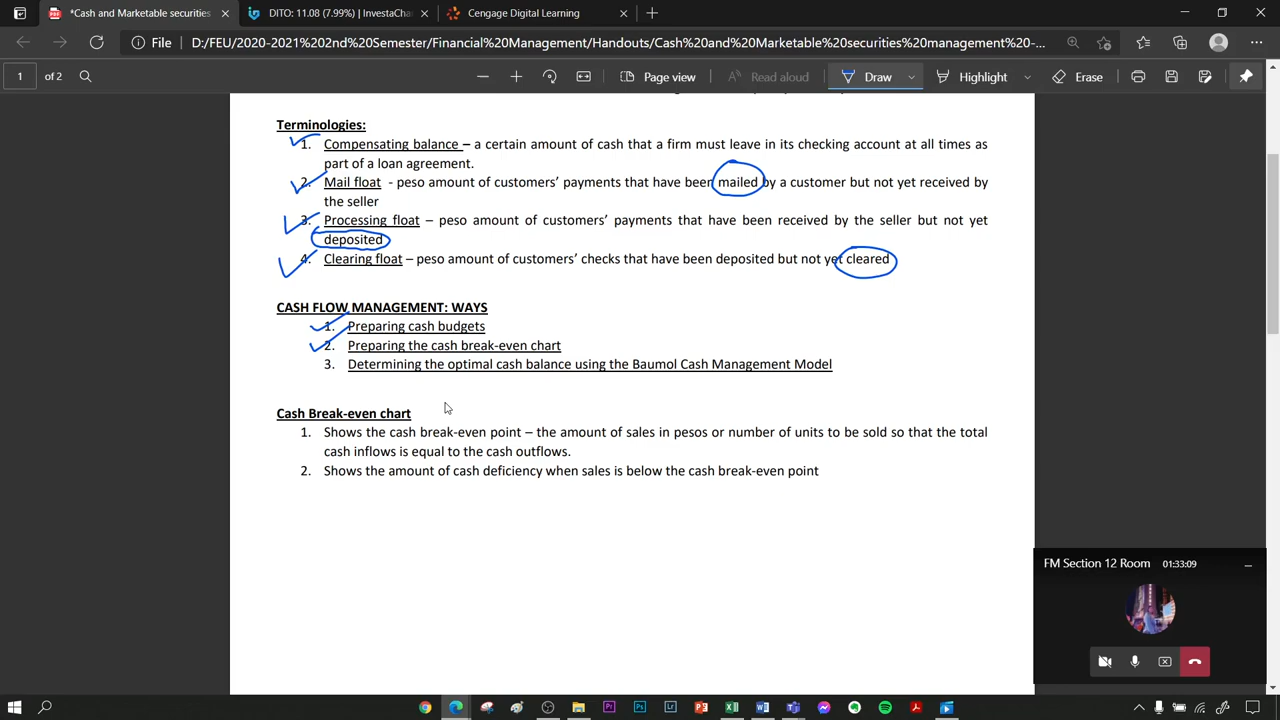 *Cash and Marketable securities
DITO: 11.08 (7.99%) | InvestaCha
Cengage Digital Learning
File
D:/FEU/2020-2021%202nd%20Semester/Financial%20Management/Handouts/Cash%20and%20Marketable%20securities%20management%20-...
1 of 2
Page view
Read aloud
Draw
Highlight
Erase
Terminologies:
1. Compensating balance – a certain amount of cash that a firm must leave in its checking account at all times as
part of a loan agreement.
2. Mail float - peso amount of customers' payments that have been mailed by a customer but not yet received by
the seller
3. Processing float – peso amount of customers' payments that have been received by the seller but not yet
deposited
4. Clearing float – peso amount of customers' checks that have been deposited but not yet cleared
CASH FLOW MANAGEMENT: WAYS
1. Preparing cash budgets
2. Preparing the cash break-even chart
3. Determining the optimal cash balance using the Baumol Cash Management Model
Cash Break-even chart
1. Shows the cash break-even point – the amount of sales in pesos or number of units to be sold so that the total
cash inflows is equal to the cash outflows.
2. Shows the amount of cash deficiency when sales is below the cash break-even point
FM Section 12 Room 01:33:09